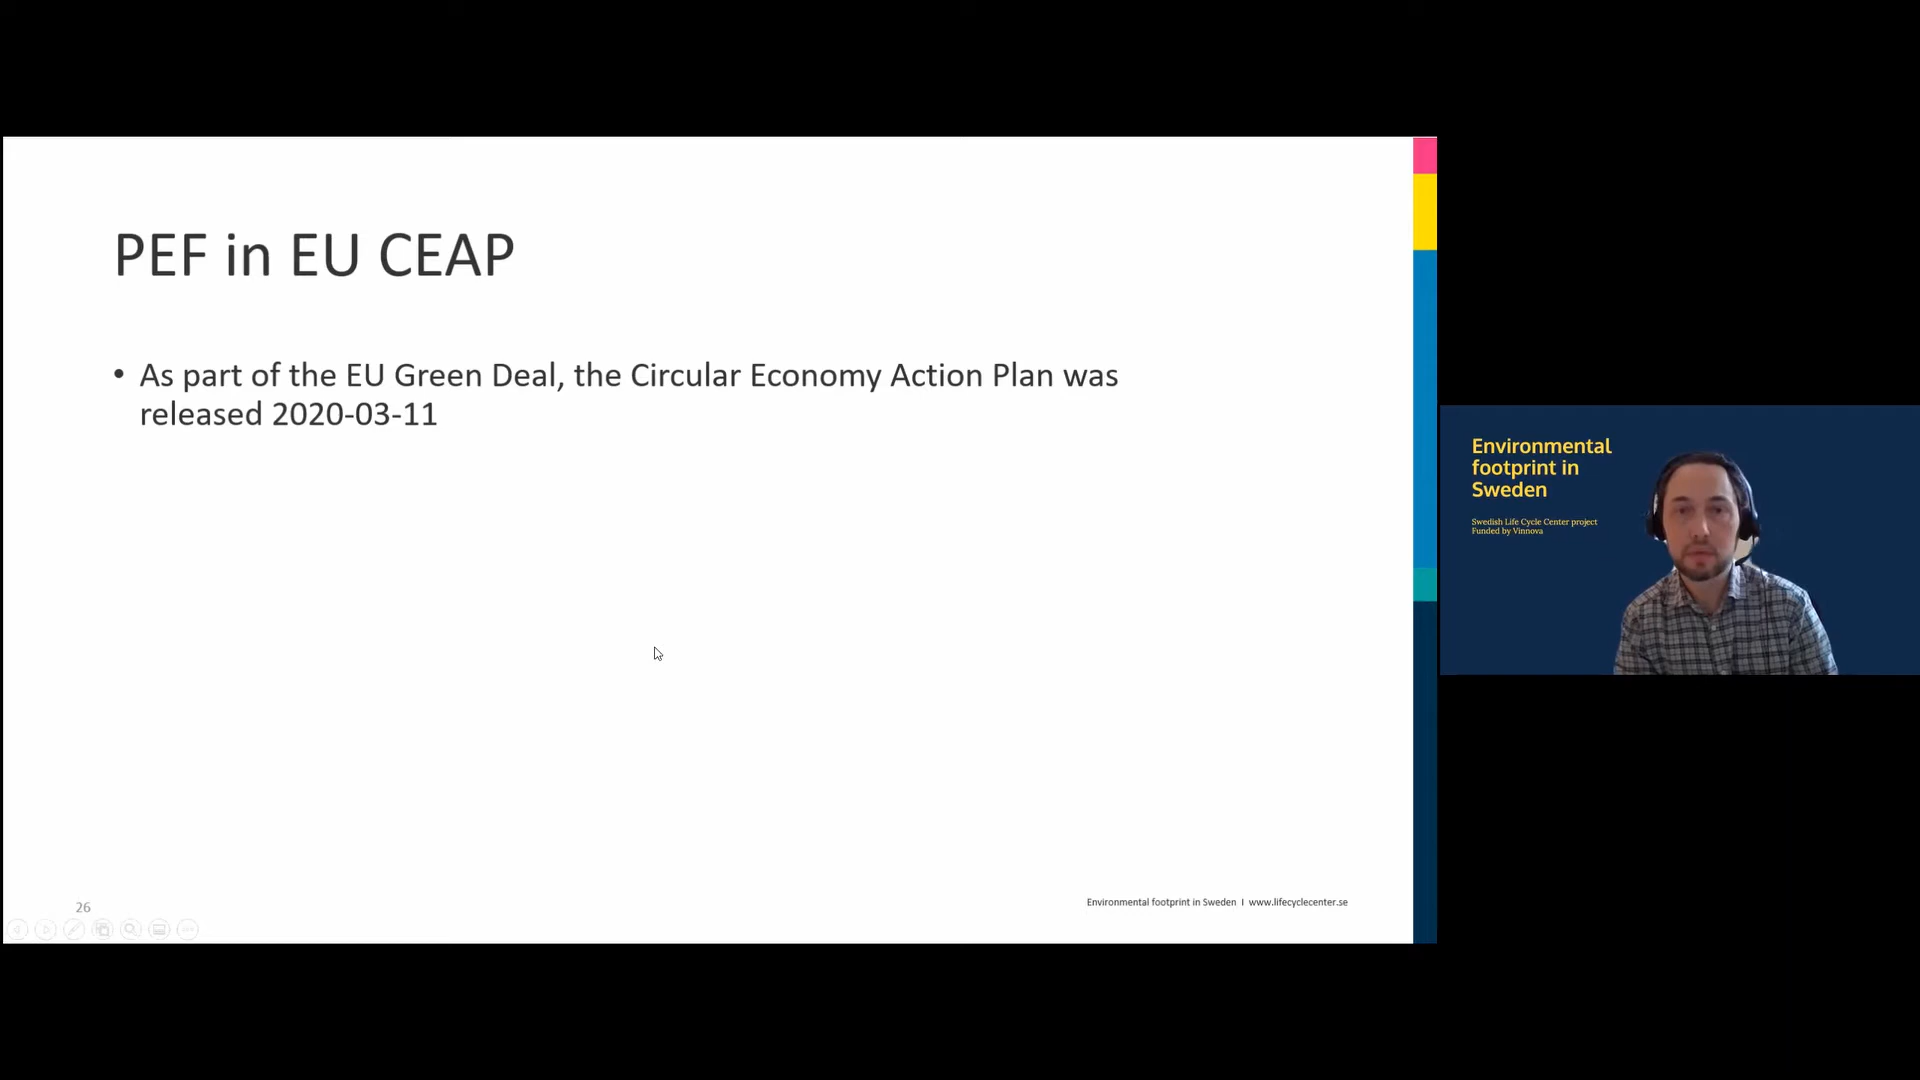 PEF in EU CEAP
• As part of the EU Green Deal, the Circular Economy Action Plan was
released 2020-03-11
26
Environmental footprint in Sweden I www.lifecyclecenter.se
Environmental
footprint in
Sweden
Swedish Life Cycle Center project
Funded by Vinnova